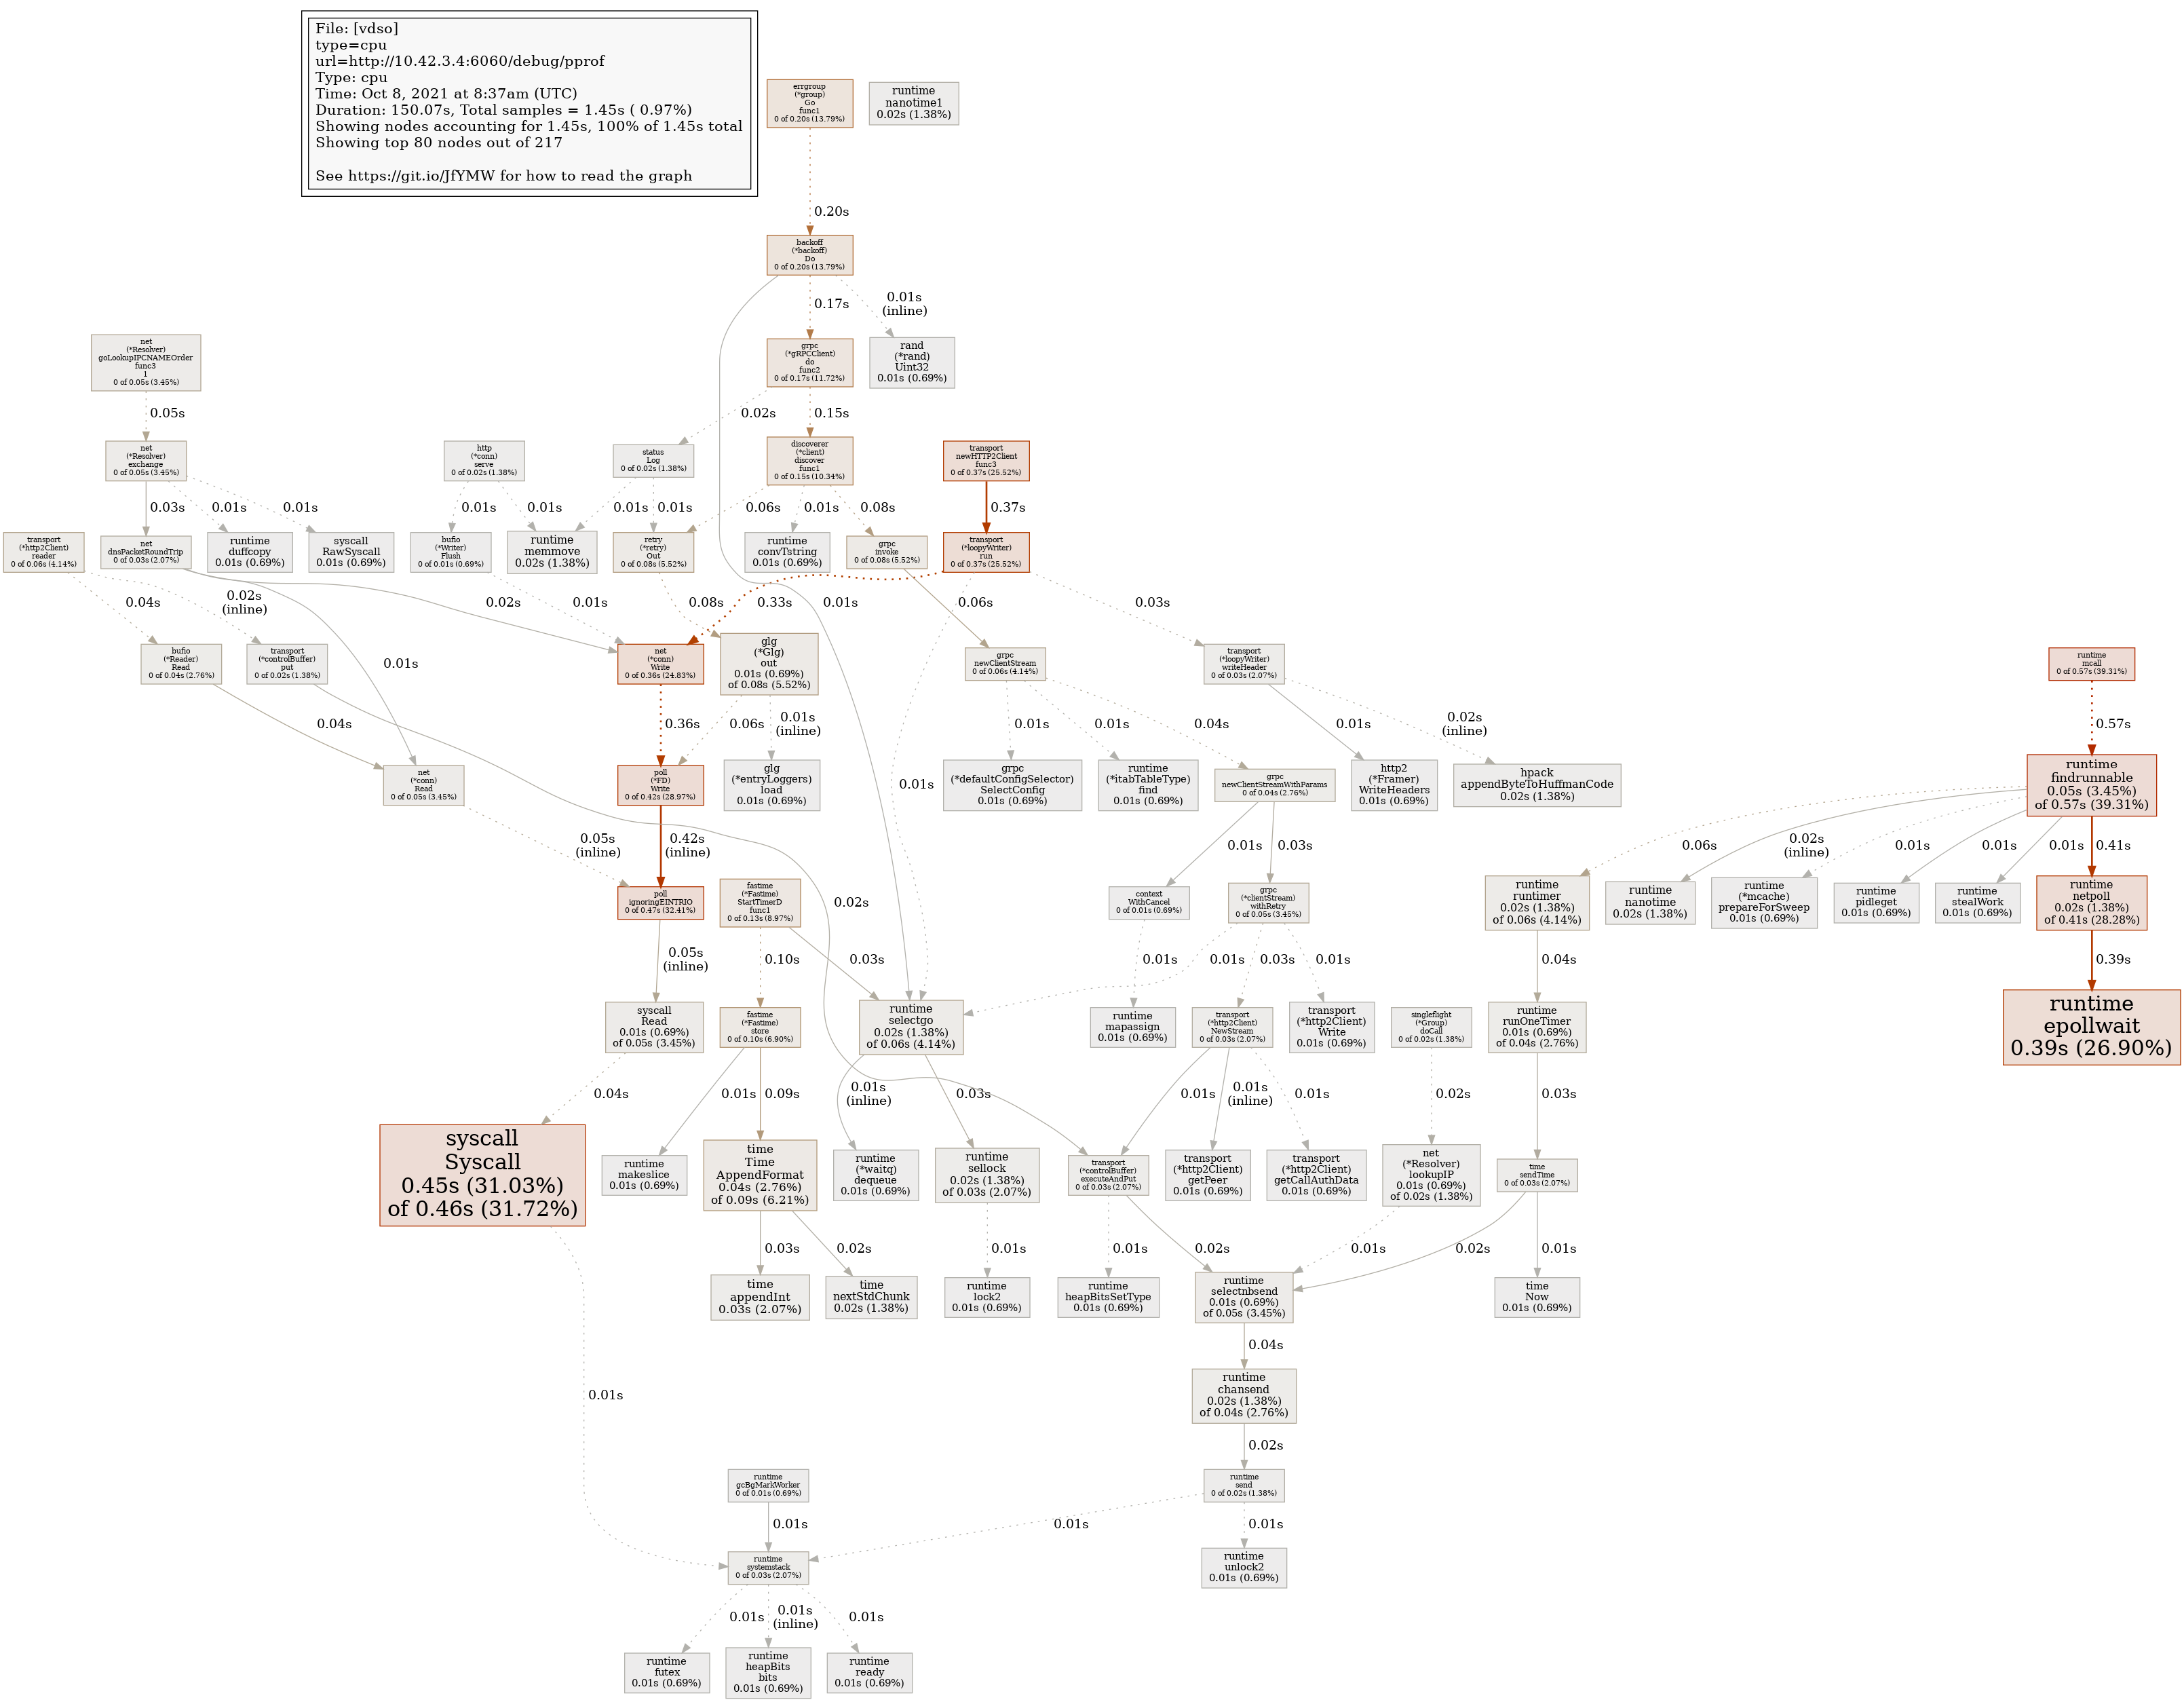 File: [vdso]
type=cpu
url=http://10.42.3.4:6060/debug/pprof
Type: cpu
Time: Oct 8, 2021 at 8:37am (UTC)
Duration: 150.07s, Total samples = 1.45s ( 0.97%)
Showing nodes accounting for 1.45s, 100% of 1.45s total
Showing top 80 nodes out of 217
See https://git.io/JfYMW for how to read the graph
errgroup
(*group)
Go
func1
0 of 0.20s (13.79%)
runtime
nanotime1
0.02s (1.38%)
0.20s
backoff
(*backoff)
Do
0 of 0.20s (13.79%)
0.17s
0.01s
(inline)
net
(*Resolver)
goLookupIPCNAMEOrder
func3
1
0 of 0.05s (3.45%)
grpc
(*gRPCClient)
do
func2
0 of 0.17s (11.72%)
rand
(*rand)
Uint32
0.01s (0.69%)
0.05s
0.02s
0.15s
net
(*Resolver)
exchange
0 of 0.05s (3.45%)
http
(*conn)
serve
0 of 0.02s (1.38%)
status
Log
0 of 0.02s (1.38%)
discoverer
(*client)
discover
func1
0 of 0.15s (10.34%)
transport
newHTTP2Client
func3
0 of 0.37s (25.52%)
0.03s
0.01s
0.01s
0.01s
0.01s
0.01s
0.01s
0.06s
0.01s
0.08s
0.37s
transport
(*http2Client)
reader
0 of 0.06s (4.14%)
net
dnsPacketRoundTrip
0 of 0.03s (2.07%)
runtime
duffcopy
0.01s (0.69%)
syscall
RawSyscall
0.01s (0.69%)
bufio
(*Writer)
Flush
0 of 0.01s (0.69%)
runtime
memmove
0.02s (1.38%)
retry
(*retry)
Out
0 of 0.08s (5.52%)
runtime
convTstring
0.01s (0.69%)
grpc
invoke
0 of 0.08s (5.52%)
transport
(*loopyWriter)
run
0 of 0.37s (25.52%)
0.04s
0.02s
(inline)
0.02s
0.01s
0.08s
0.33s
0.01s
0.06s
0.03s
bufio
(*Reader)
Read
0 of 0.04s (2.76%)
transport
(*controlBuffer)
put
0 of 0.02s (1.38%)
0.01s
net
(*conn)
Write
0 of 0.36s (24.83%)
glg
(*Glg)
out
0.01s (0.69%)
of 0.08s (5.52%)
grpc
newClientStream
0 of 0.06s (4.14%)
transport
(*loopyWriter)
writeHeader
0 of 0.03s (2.07%)
runtime
mcall
0 of 0.57s (39.31%)
0.04s
0.36s
0.06s
0.01s
(inline)
0.01s
0.01s
0.04s
0.01s
0.02s
(inline)
0.57s
net
(*conn)
Read
0 of 0.05s (3.45%)
poll
(*FD)
Write
0 of 0.42s (28.97%)
glg
(*entryLoggers)
load
0.01s (0.69%)
0.01s
grpc
(*defaultConfigSelector)
SelectConfig
0.01s (0.69%)
runtime
(*itabTableType)
find
0.01s (0.69%)
grpc
newClientStreamWithParams
0 of 0.04s (2.76%)
http2
(*Framer)
WriteHeaders
0.01s (0.69%)
hpack
appendByteToHuffmanCode
0.02s (1.38%)
runtime
findrunnable
0.05s (3.45%)
of 0.57s (39.31%)
0.05s
(inline)
0.42s
(inline)
0.01s
0.03s
0.06s
0.02s
(inline)
0.01s
0.01s
0.01s
0.41s
poll
ignoringEINTRIO
0 of 0.47s (32.41%)
fastime
(*Fastime)
StartTimerD
func1
0 of 0.13s (8.97%)
0.02s
context
WithCancel
0 of 0.01s (0.69%)
grpc
(*clientStream)
withRetry
0 of 0.05s (3.45%)
runtime
runtimer
0.02s (1.38%)
of 0.06s (4.14%)
runtime
nanotime
0.02s (1.38%)
runtime
(*mcache)
prepareForSweep
0.01s (0.69%)
runtime
pidleget
0.01s (0.69%)
runtime
stealWork
0.01s (0.69%)
runtime
netpoll
0.02s (1.38%)
of 0.41s (28.28%)
0.05s
(inline)
0.10s
0.03s
0.01s
0.01s
0.03s
0.01s
0.04s
0.39s
syscall
Read
0.01s (0.69%)
of 0.05s (3.45%)
fastime
(*Fastime)
store
0 of 0.10s (6.90%)
runtime
selectgo
0.02s (1.38%)
of 0.06s (4.14%)
runtime
mapassign
0.01s (0.69%)
transport
(*http2Client)
NewStream
0 of 0.03s (2.07%)
transport
(*http2Client)
Write
0.01s (0.69%)
singleflight
(*Group)
doCall
0 of 0.02s (1.38%)
runtime
runOneTimer
0.01s (0.69%)
of 0.04s (2.76%)
runtime
epollwait
0.39s (26.90%)
0.04s
0.01s
0.09s
0.01s
(inline)
0.03s
0.01s
0.01s
(inline)
0.01s
0.02s
0.03s
syscall
Syscall
0.45s (31.03%)
of 0.46s (31.72%)
runtime
makeslice
0.01s (0.69%)
time
Time
AppendFormat
0.04s (2.76%)
of 0.09s (6.21%)
runtime
(*waitq)
dequeue
0.01s (0.69%)
runtime
sellock
0.02s (1.38%)
of 0.03s (2.07%)
transport
(*controlBuffer)
executeAndPut
0 of 0.03s (2.07%)
transport
(*http2Client)
getPeer
0.01s (0.69%)
transport
(*http2Client)
getCallAuthData
0.01s (0.69%)
net
(*Resolver)
lookupIP
0.01s (0.69%)
of 0.02s (1.38%)
time
sendTime
0 of 0.03s (2.07%)
0.03s
0.02s
0.01s
0.01s
0.02s
0.01s
0.02s
0.01s
time
appendInt
0.03s (2.07%)
time
nextStdChunk
0.02s (1.38%)
runtime
lock2
0.01s (0.69%)
runtime
heapBitsSetType
0.01s (0.69%)
runtime
selectnbsend
0.01s (0.69%)
of 0.05s (3.45%)
time
Now
0.01s (0.69%)
0.04s
0.01s
runtime
chansend
0.02s (1.38%)
of 0.04s (2.76%)
0.02s
runtime
gcBgMarkWorker
0 of 0.01s (0.69%)
runtime
send
0 of 0.02s (1.38%)
0.01s
0.01s
0.01s
runtime
systemstack
0 of 0.03s (2.07%)
runtime
unlock2
0.01s (0.69%)
0.01s
0.01s
(inline)
0.01s
runtime
futex
0.01s (0.69%)
runtime
heapBits
bits
0.01s (0.69%)
runtime
ready
0.01s (0.69%)